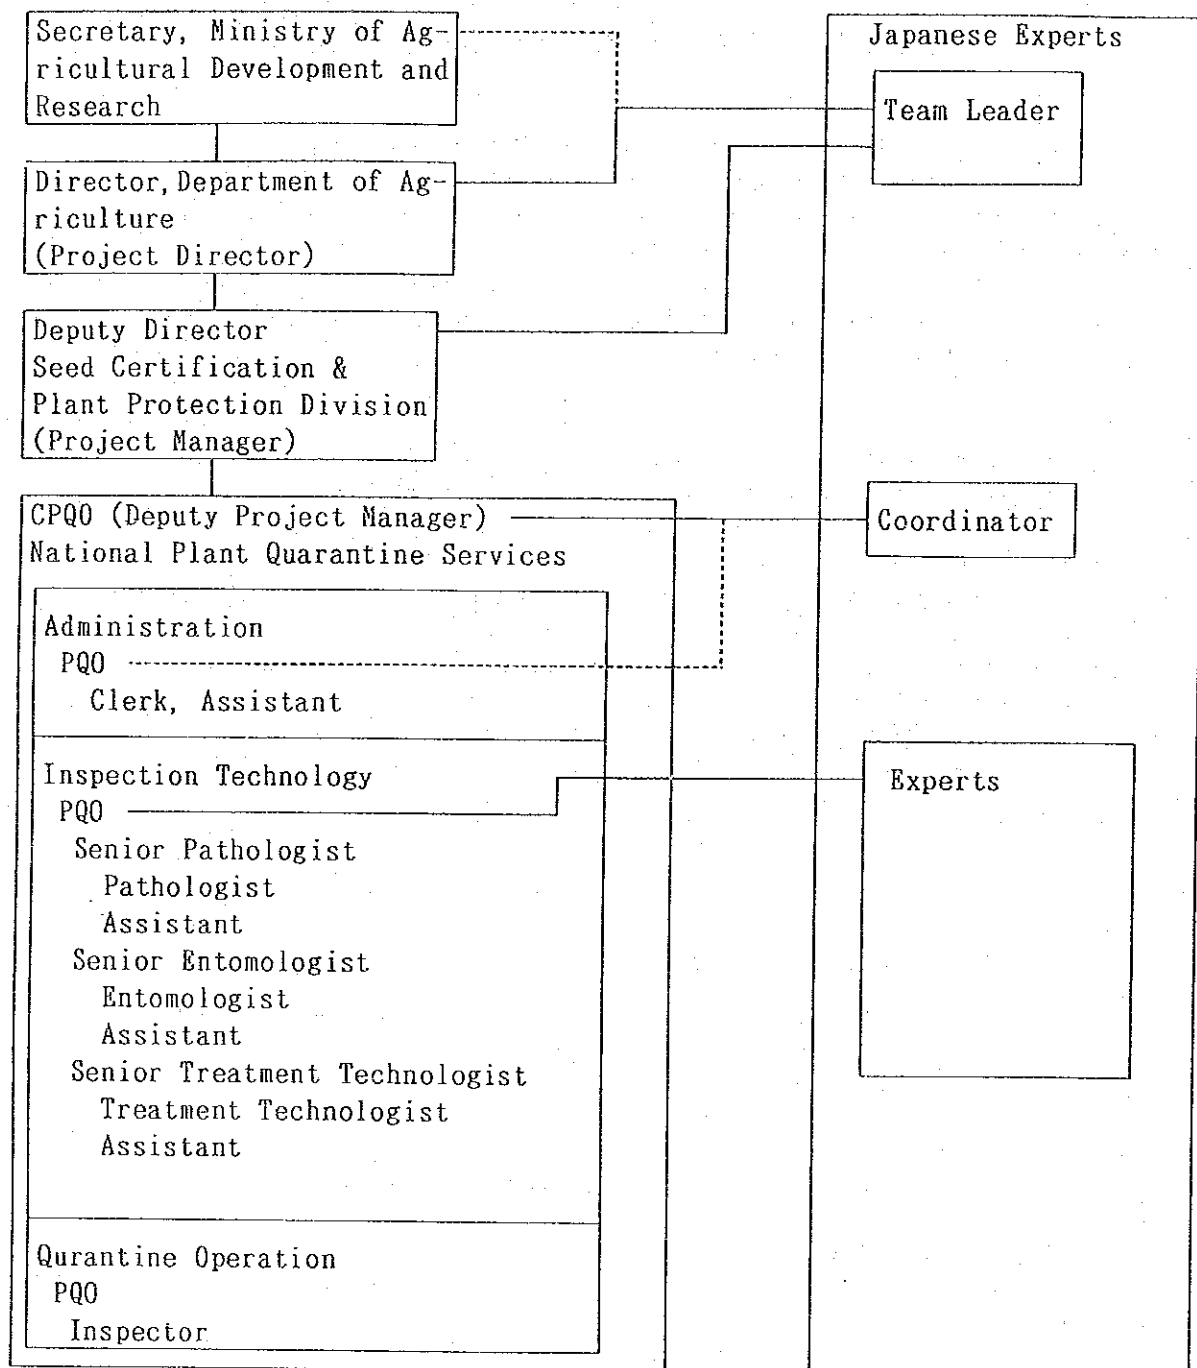 Secretary, Ministry of Ag-
ricultural Development and
Research
Director, Department of Ag-
riculture
(Project Director)
Deputy Director
Seed Certification &
Plant Protection Division
(Project Manager)
CPQO (Deputy Project Manager)
National Plant Quarantine Services
Administration
PQO
Clerk, Assistant
Inspection Technology
PQO
Senior Pathologist
Pathologist
Assistant
Senior Entomologist
Entomologist
Assistant
Senior Treatment Technologist
Treatment Technologist
Assistant
Qurantine Operation
PQO
Inspector
Japanese Experts
Team Leader
Coordinator
Experts